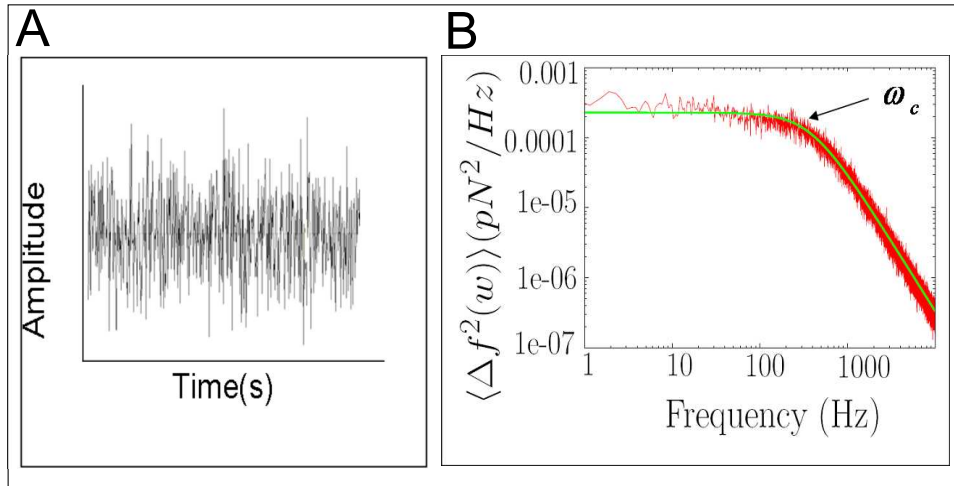 A
Amplitude
Time(s)
B
⟨Δf²(w)⟩(pN²/Hz)
0.001
0.0001
1e-05
1e-06
1e-07
ω_c
1 10 100 1000
Frequency (Hz)